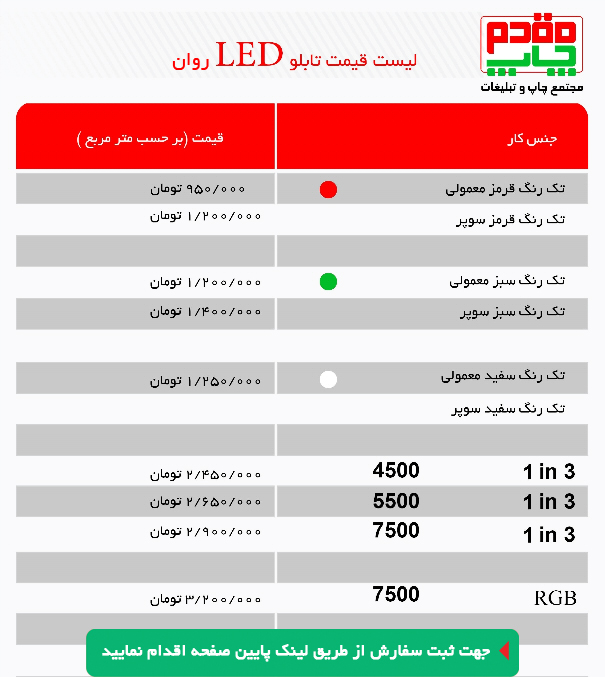 مقدم
چاپ
مجتمع چاپ و تبلیغات
لیست قیمت تابلو LED روان
جنس کار قیمت (بر حسب متر مربع )
تک رنگ قرمز معمولی ۹۵۰/۰۰۰ تومان
تک رنگ قرمز سوپر ۱/۲۰۰/۰۰۰ تومان
تک رنگ سبز معمولی ۱/۲۰۰/۰۰۰ تومان
تک رنگ سبز سوپر ۱/۴۰۰/۰۰۰ تومان
تک رنگ سفید معمولی ۱/۲۵۰/۰۰۰ تومان
تک رنگ سفید سوپر
1 in 3 4500 ۲/۴۵۰/۰۰۰ تومان
1 in 3 5500 ۲/۶۵۰/۰۰۰ تومان
1 in 3 7500 ۲/۹۰۰/۰۰۰ تومان
RGB 7500 ۳/۲۰۰/۰۰۰ تومان
جهت ثبت سفارش از طریق لینک پایین صفحه اقدام نمایید